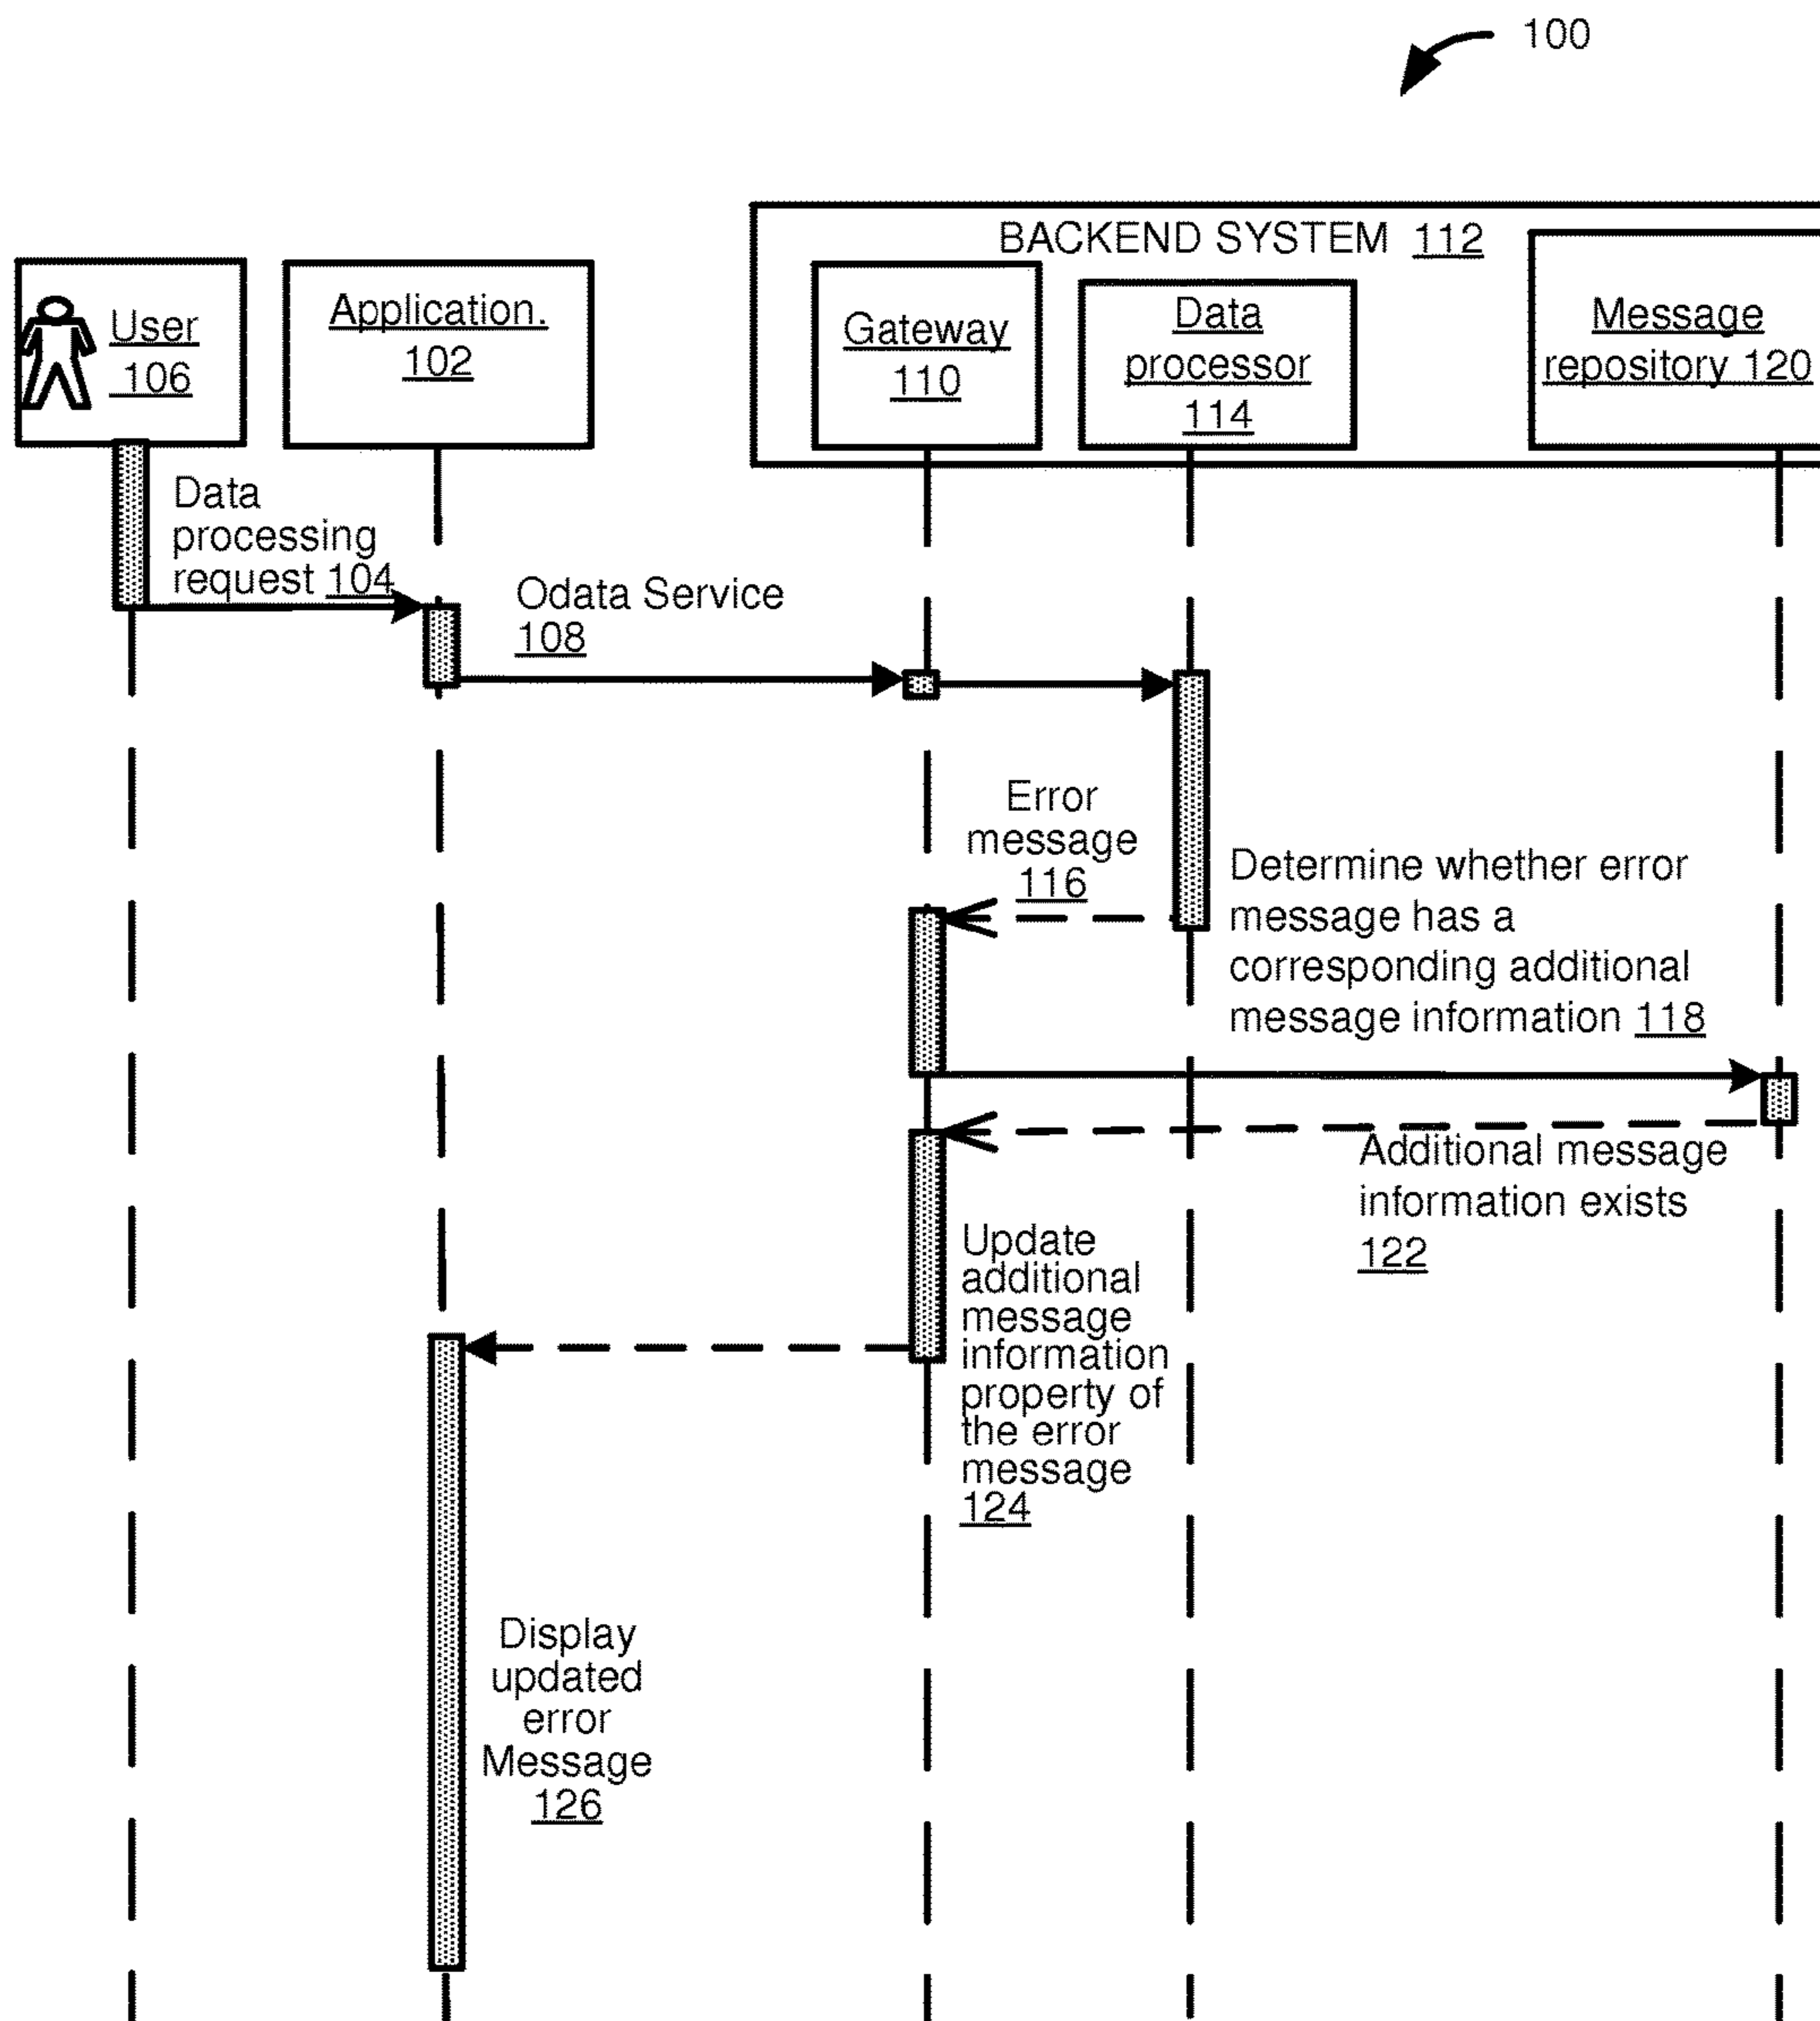 100
BACKEND SYSTEM 112
User
106
Application.
102
Gateway
110
Data
processor
114
Message
repository 120
Data
processing
request 104
Odata Service
108
Error
message
116
Determine whether error
message has a
corresponding additional
message information 118
Additional message
information exists
122
Update
additional
message
information
property of
the error
message
124
Display
updated
error
Message
126